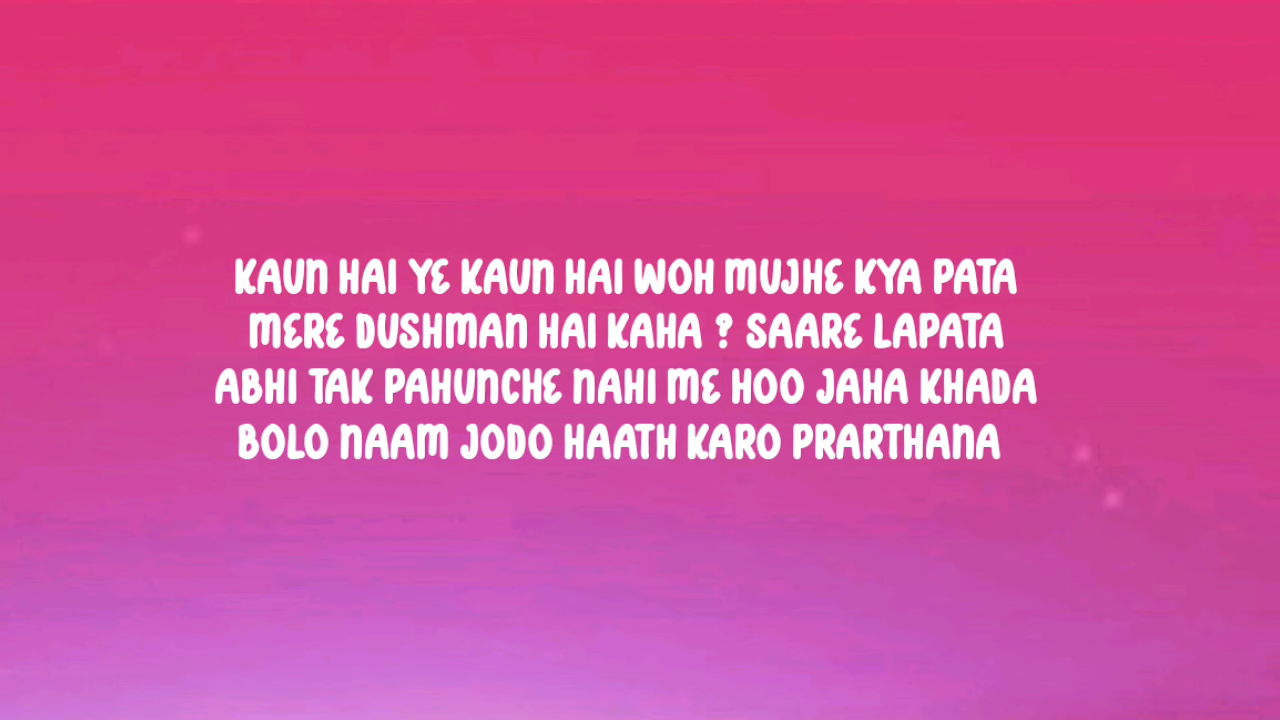 KAUN HAI YE KAUN HAI WOH MUJHE KYA PATA
MERE DUSHMAN HAI KAHA ? SAARE LAPATA
ABHI TAK PAHUNCHE NAHI ME HOO JAHA KHADA
BOLO NAAM JODO HAATH KARO PRARTHANA